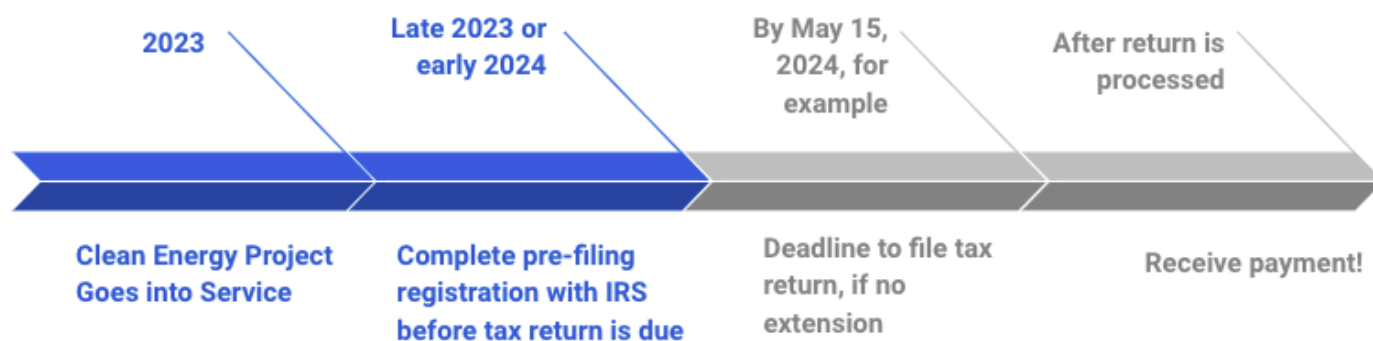 2023
Late 2023 or
early 2024
By May 15,
2024, for
example
After return is
processed
Clean Energy Project
Goes into Service
Complete pre-filing
registration with IRS
before tax return is due
Deadline to file tax
return, if no
extension
Receive payment!